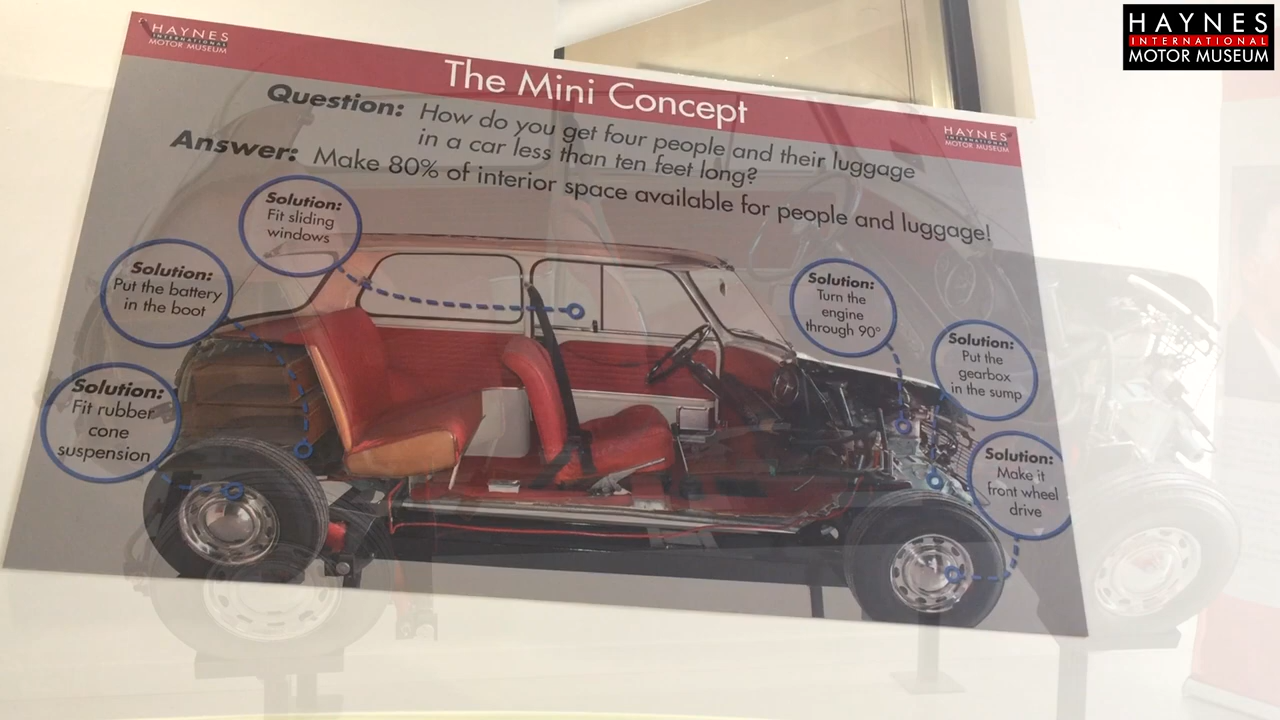 HAYNES
INTERNATIONAL
MOTOR MUSEUM
HAYNES
INTERNATIONAL
MOTOR MUSEUM
The Mini Concept
HAYNES
INTERNATIONAL
MOTOR MUSEUM
Question: How do you get four people and their luggage
in a car less than ten feet long?
Answer: Make 80% of interior space available for people and luggage!
Solution:
Fit sliding
windows
Solution:
Put the battery
in the boot
Solution:
Fit rubber
cone
suspension
Solution:
Turn the
engine
through 90°
Solution:
Put the
gearbox
in the sump
Solution:
Make it
front wheel
drive